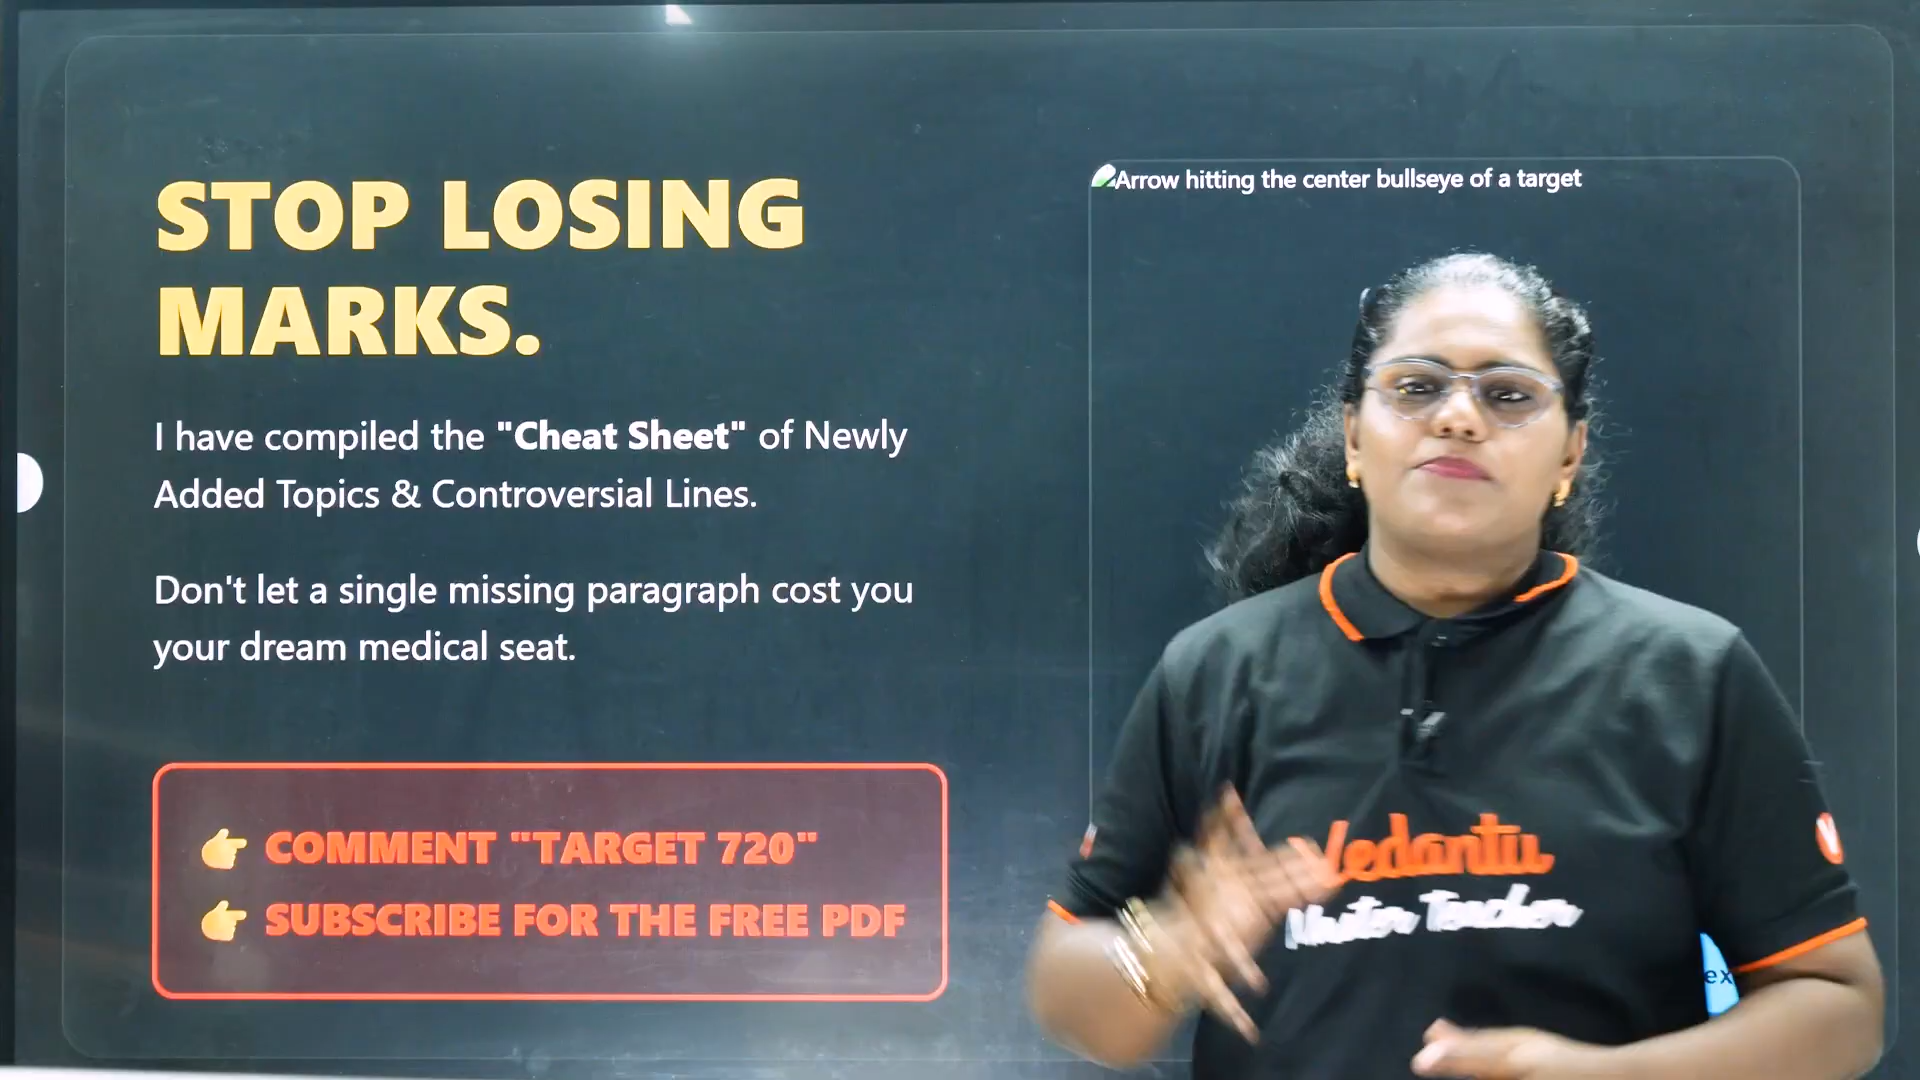 STOP LOSING
MARKS.
I have compiled the "Cheat Sheet" of Newly
Added Topics & Controversial Lines.
Don't let a single missing paragraph cost you
your dream medical seat.
👉 COMMENT "TARGET 720"
👉 SUBSCRIBE FOR THE FREE PDF
Arrow hitting the center bullseye of a target
Vedantu
Master Teacher
ex